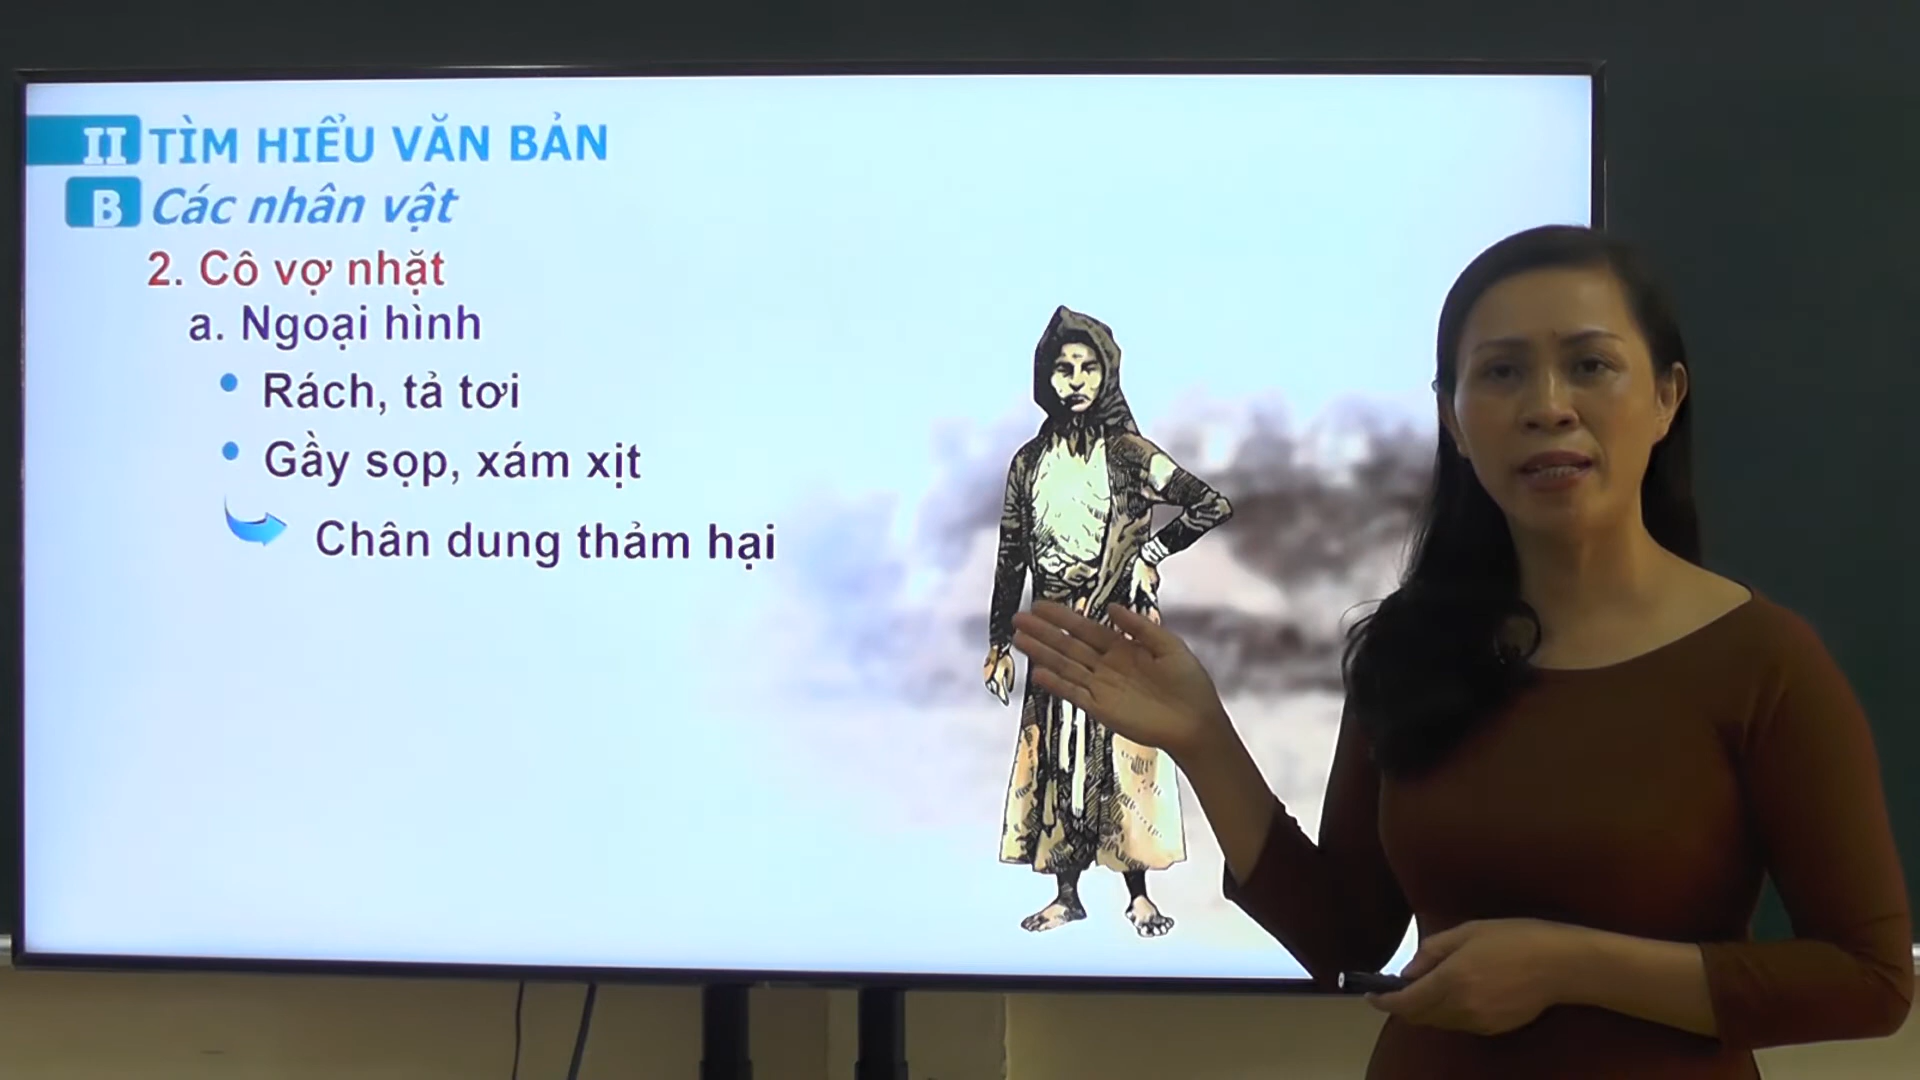 II TÌM HIỂU VĂN BẢN
B Các nhân vật
2. Cô vợ nhặt
a. Ngoại hình
• Rách, tả tơi
• Gầy sọp, xám xịt
Chân dung thảm hại